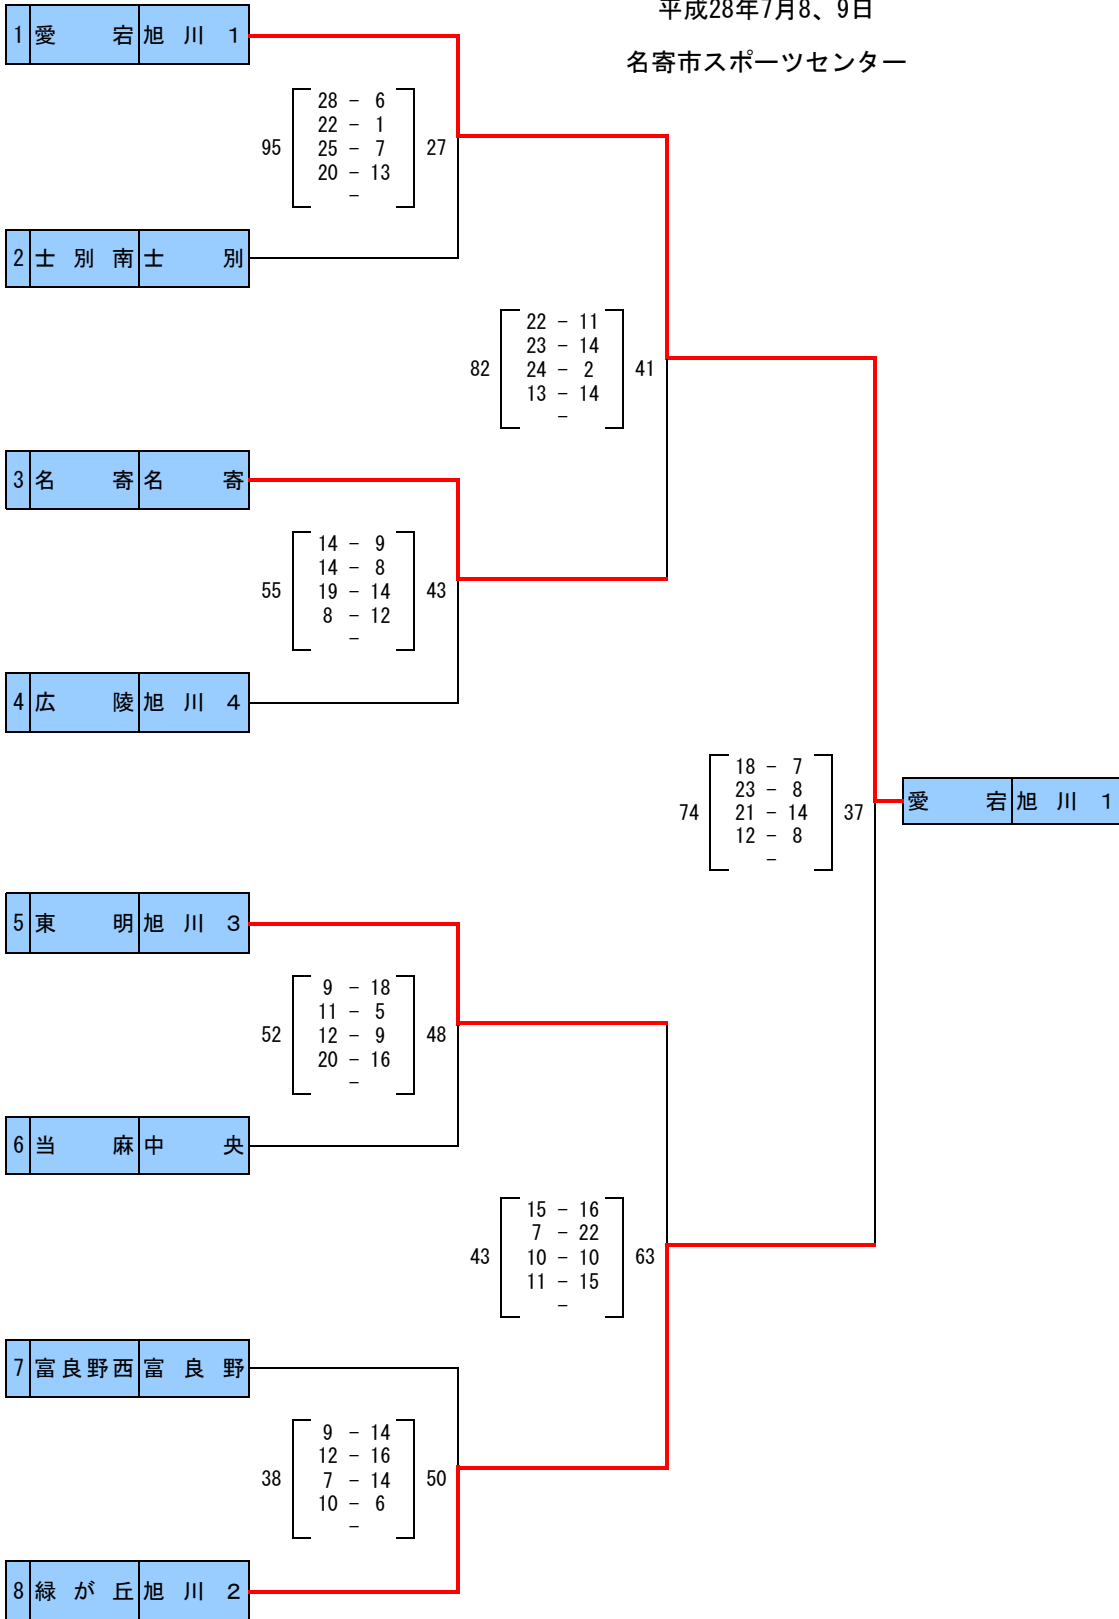 平成28年7月8、9日
名寄市スポーツセンター
1 愛宕 旭川1
28 - 6
22 - 1
95 25 - 7 27
20 - 13
-
2 士別南 士別
22 - 11
23 - 14
82 24 - 2 41
13 - 14
-
3 名寄 名寄
14 - 9
14 - 8
55 19 - 14 43
8 - 12
-
4 広陵 旭川4
18 - 7
23 - 8
74 21 - 14 37
12 - 8
-
愛宕 旭川1
5 東明 旭川3
9 - 18
11 - 5
52 12 - 9 48
20 - 16
-
6 当麻 中央
15 - 16
7 - 22
43 10 - 10 63
11 - 15
-
7 富良野西 富良野
9 - 14
12 - 16
38 7 - 14 50
10 - 6
-
8 緑が丘 旭川2